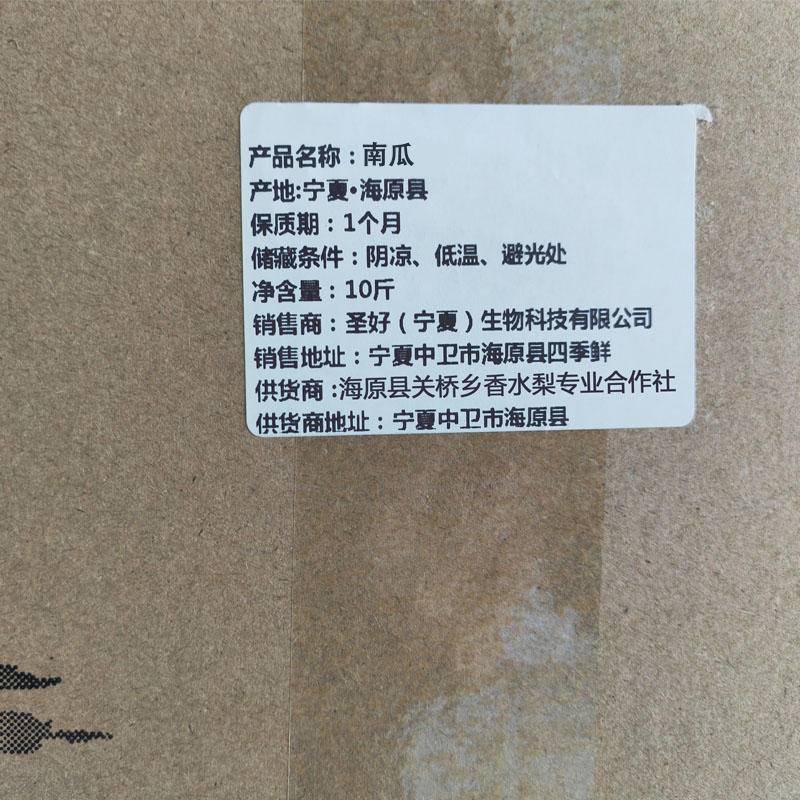 产品名称：南瓜
产地:宁夏•海原县
保质期：1个月
储藏条件：阴凉、低温、避光处
净含量：10斤
销售商：圣好（宁夏）生物科技有限公司
销售地址：宁夏中卫市海原县四季鲜
供货商:海原县关桥乡香水梨专业合作社
供货商地址：宁夏中卫市海原县